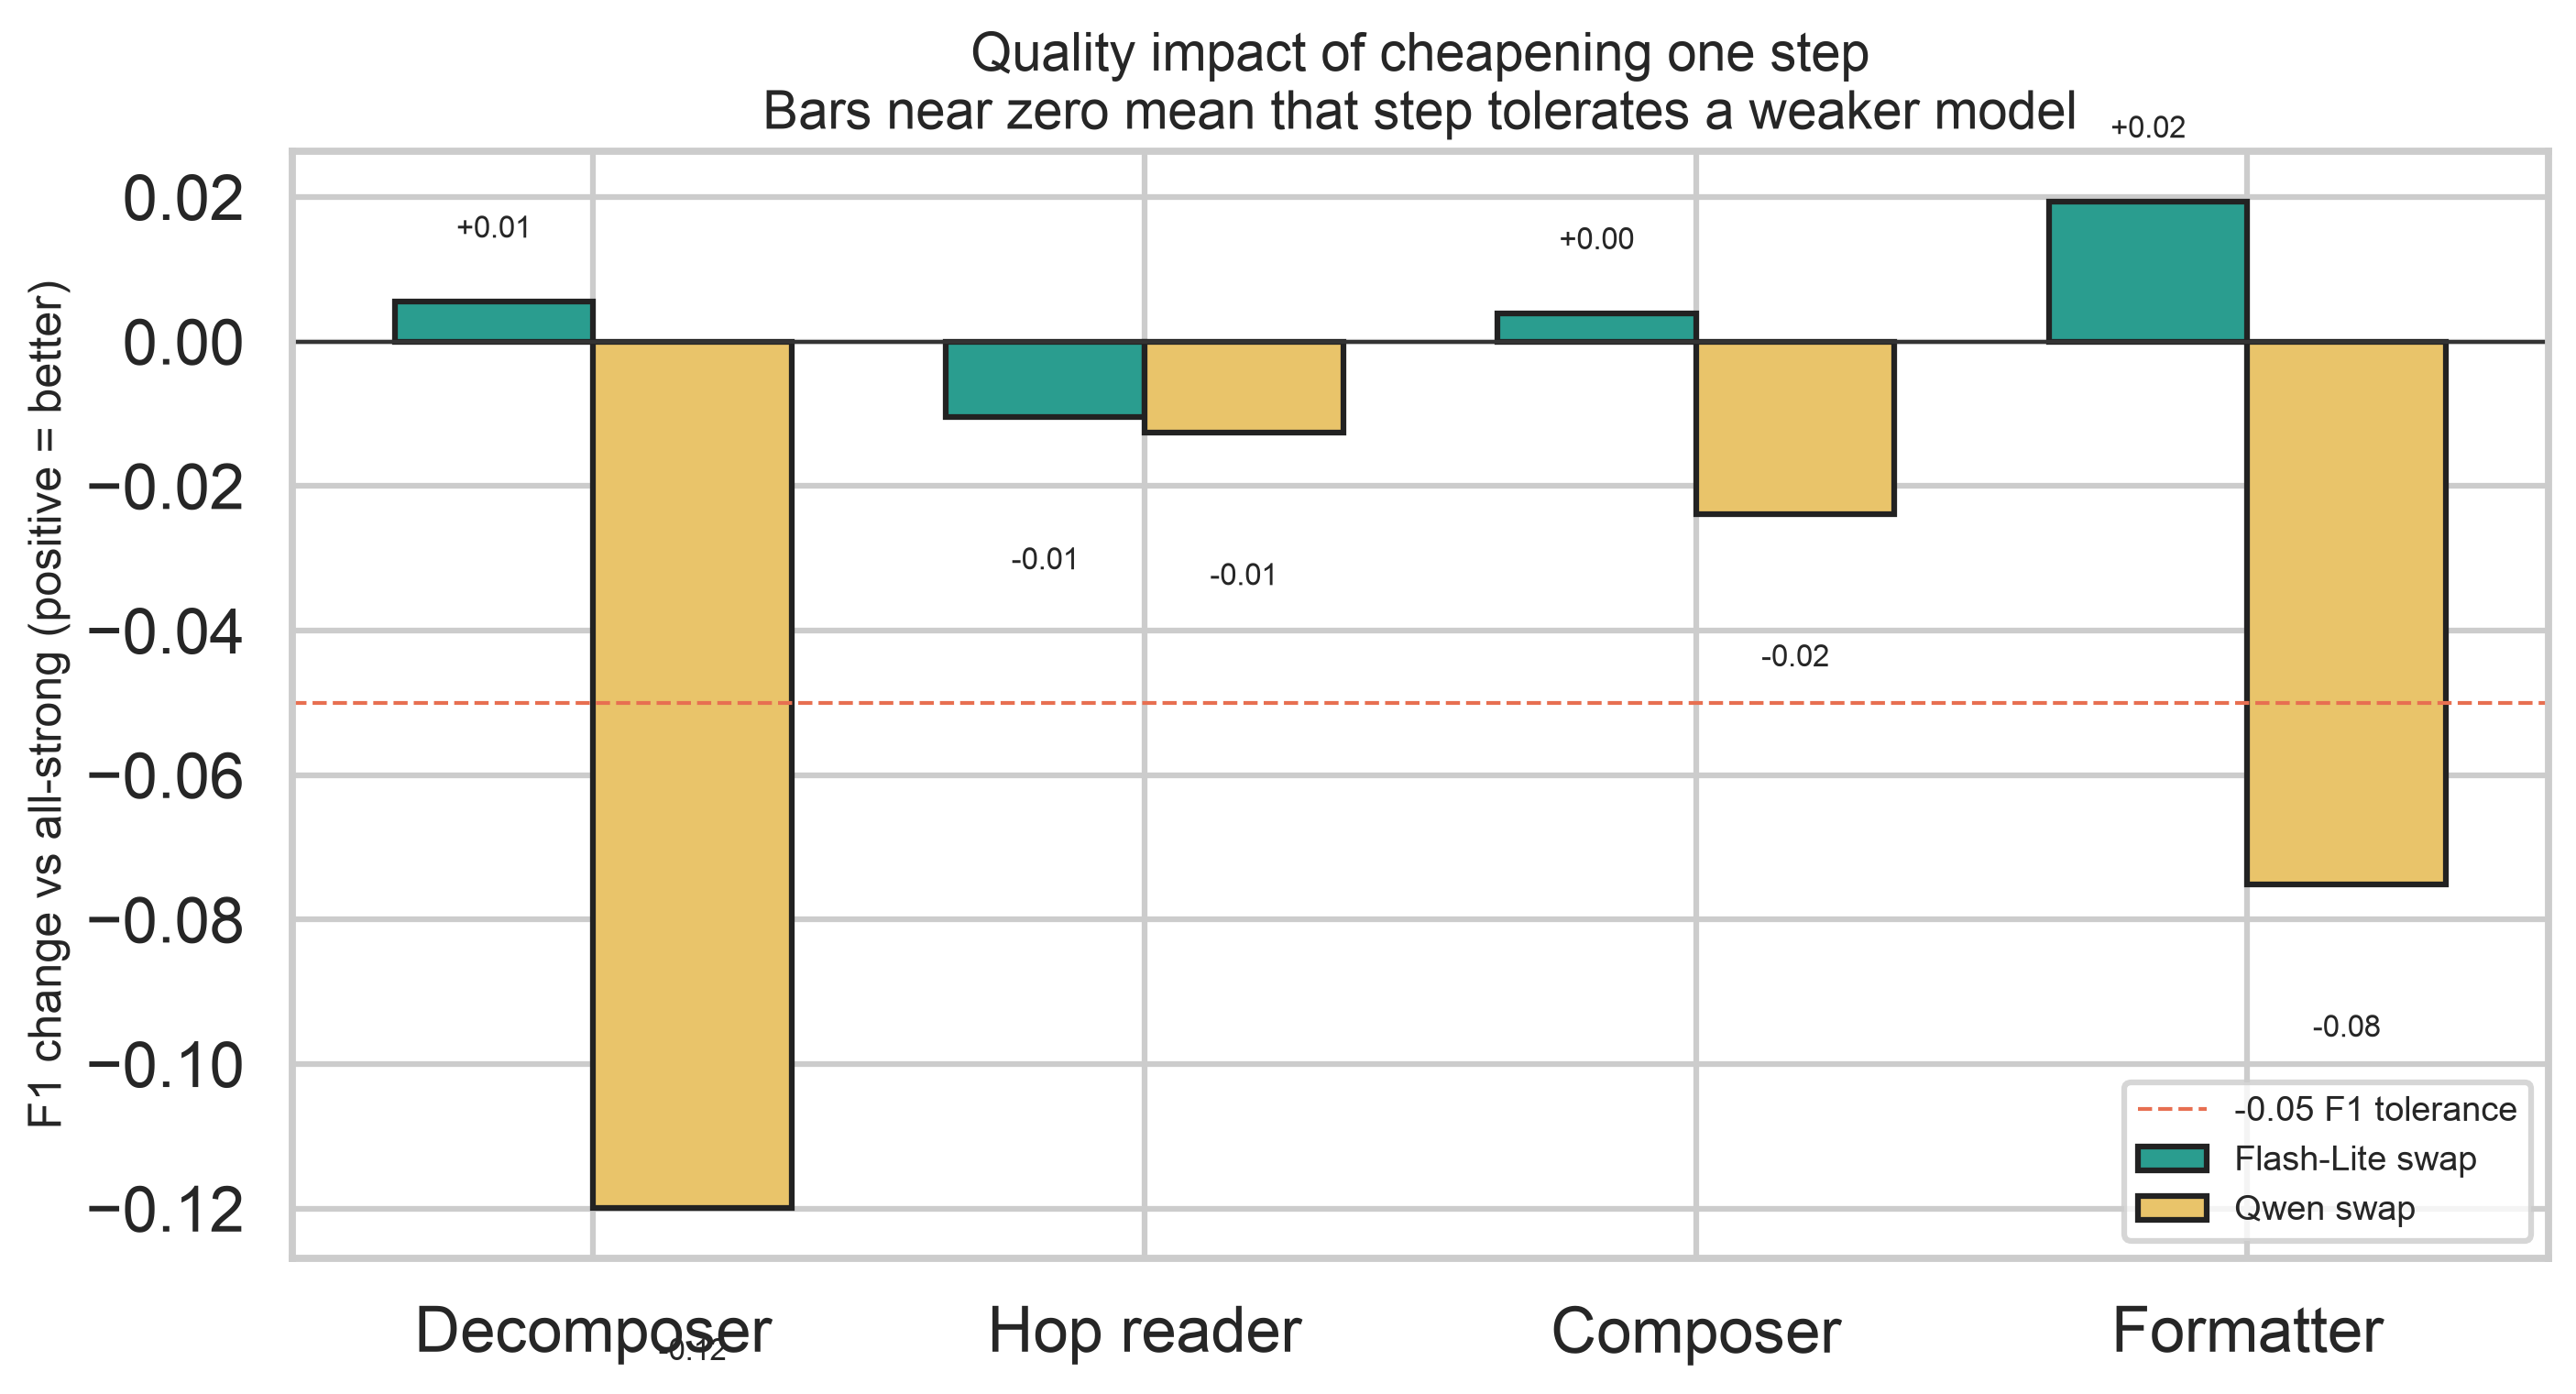 Quality impact of cheapening one step
Bars near zero mean that step tolerates a weaker model
F1 change vs all-strong (positive = better)
0.02
0.00
−0.02
−0.04
−0.06
−0.08
−0.10
−0.12
+0.01
-0.01
-0.01
+0.00
-0.02
+0.02
-0.08
-0.12
-0.05 F1 tolerance
Flash-Lite swap
Qwen swap
Decomposer
Hop reader
Composer
Formatter